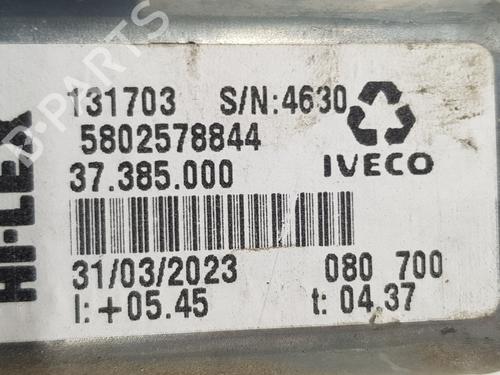 HI-LEX
131703 S/N:4630
5802578844
37.385.000
IVECO
31/03/2023 080 700
I: +05.45 t: 04.37
D-PARTS